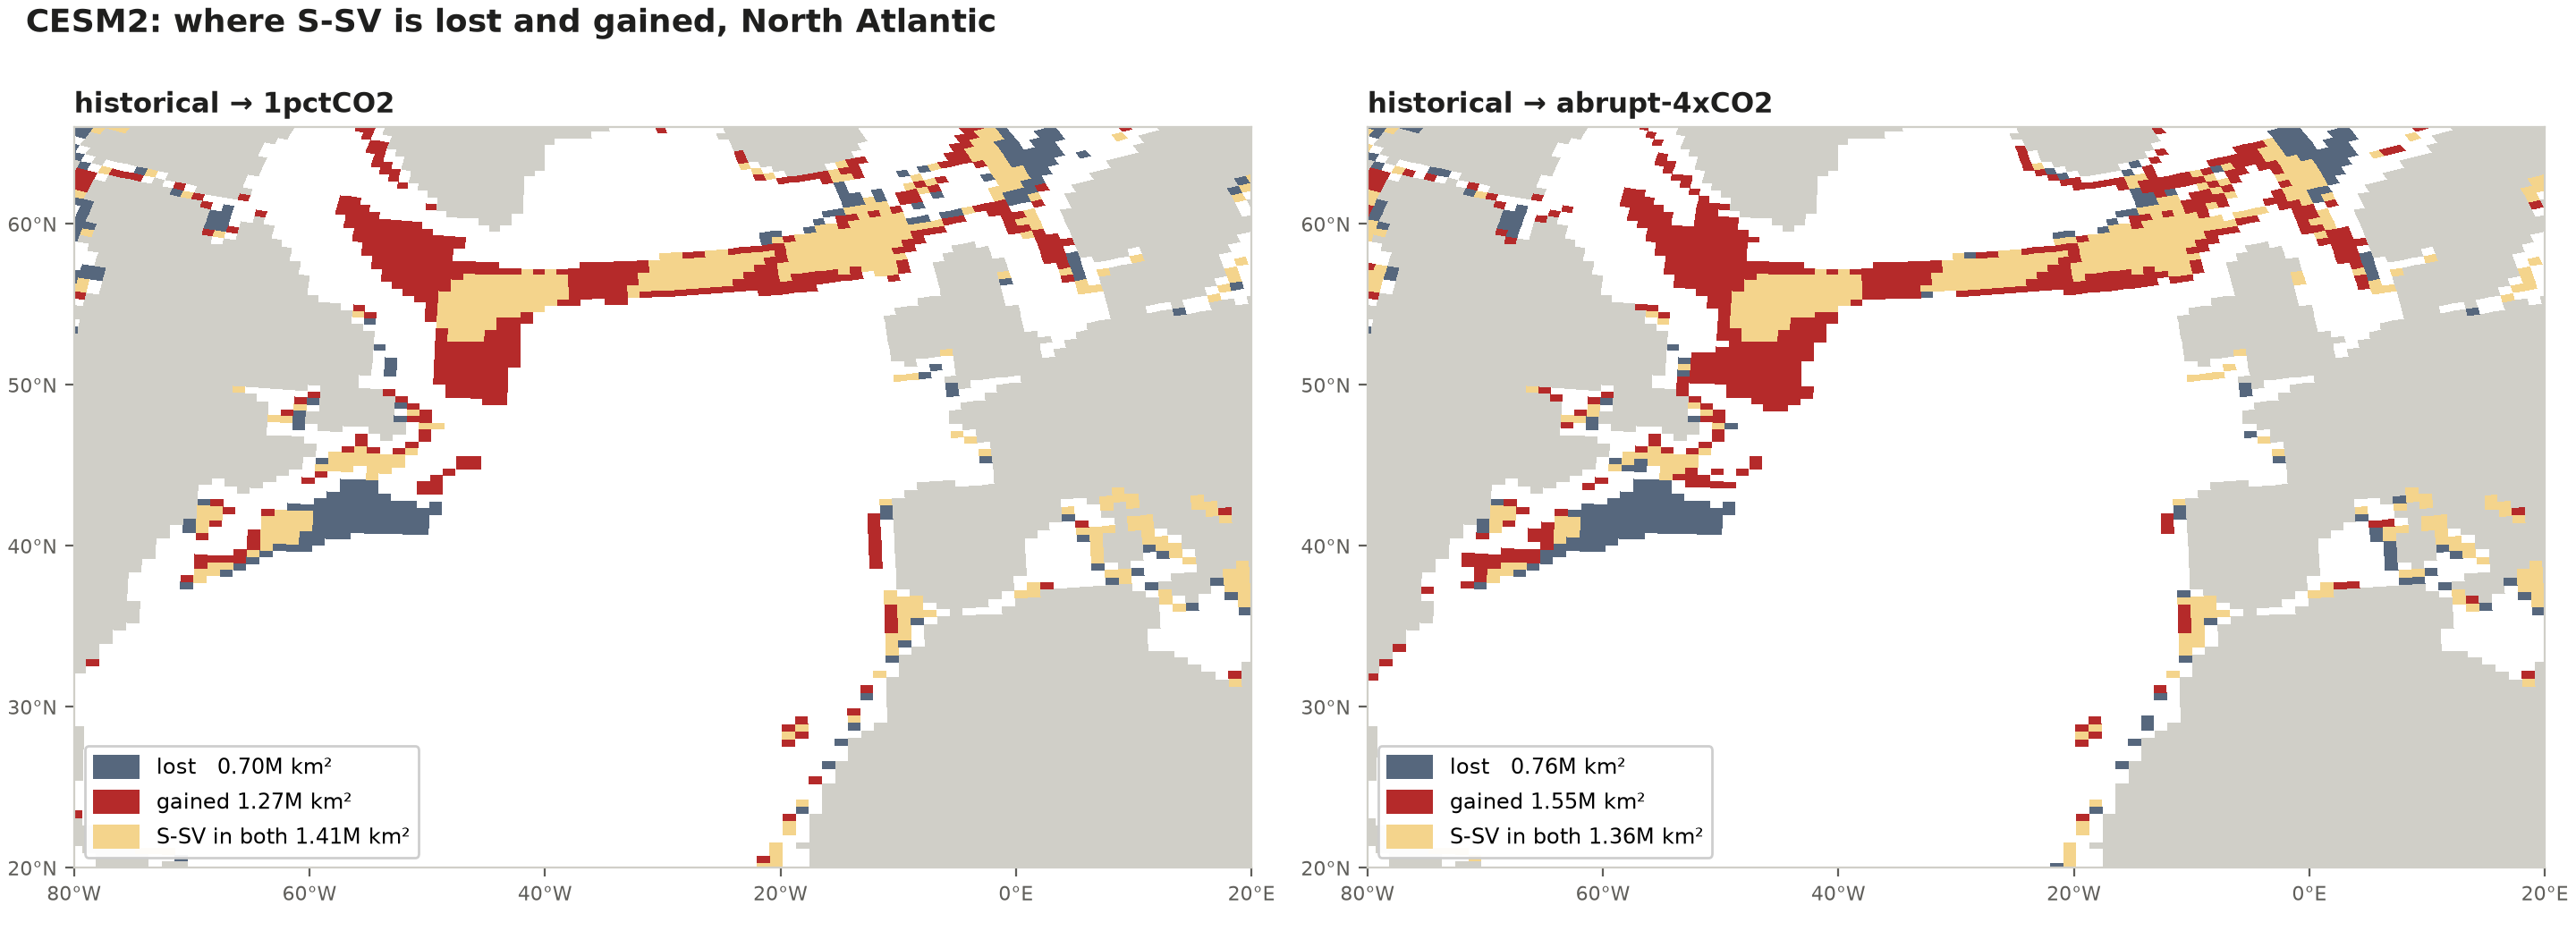 CESM2: where S-SV is lost and gained, North Atlantic
historical → 1pctCO2
60°N
50°N
40°N
30°N
20°N
80°W
60°W
40°W
20°W
0°E
20°E
lost 0.70M km²
gained 1.27M km²
S-SV in both 1.41M km²
historical → abrupt-4xCO2
60°N
50°N
40°N
30°N
20°N
80°W
60°W
40°W
20°W
0°E
20°E
lost 0.76M km²
gained 1.55M km²
S-SV in both 1.36M km²